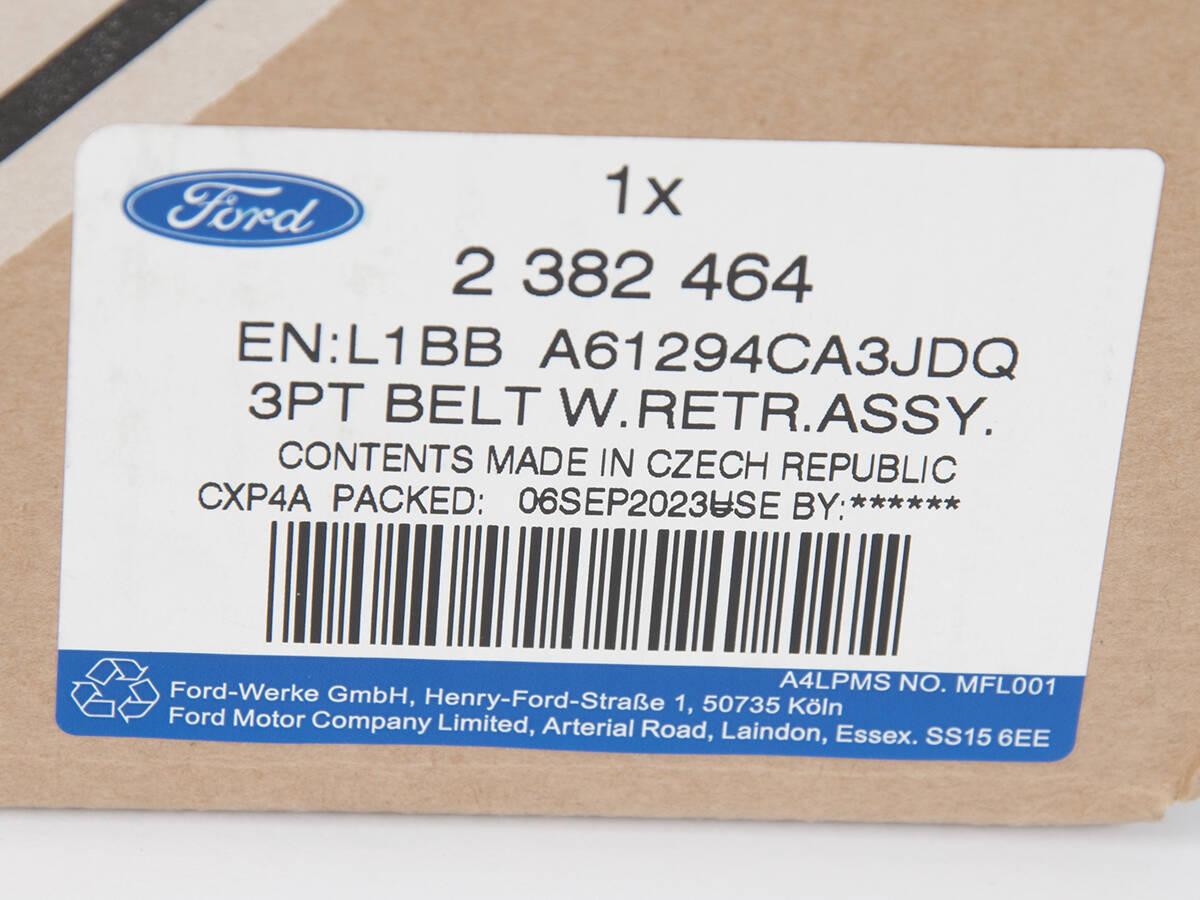 Ford
1x
2 382 464
EN:L1BB A61294CA3JDQ
3PT BELT W.RETR.ASSY.
CONTENTS MADE IN CZECH REPUBLIC
CXP4A PACKED: 06SEP2023USE BY:******
A4LPMS NO. MFL001
Ford-Werke GmbH, Henry-Ford-Straße 1, 50735 Köln
Ford Motor Company Limited, Arterial Road, Laindon, Essex. SS15 6EE